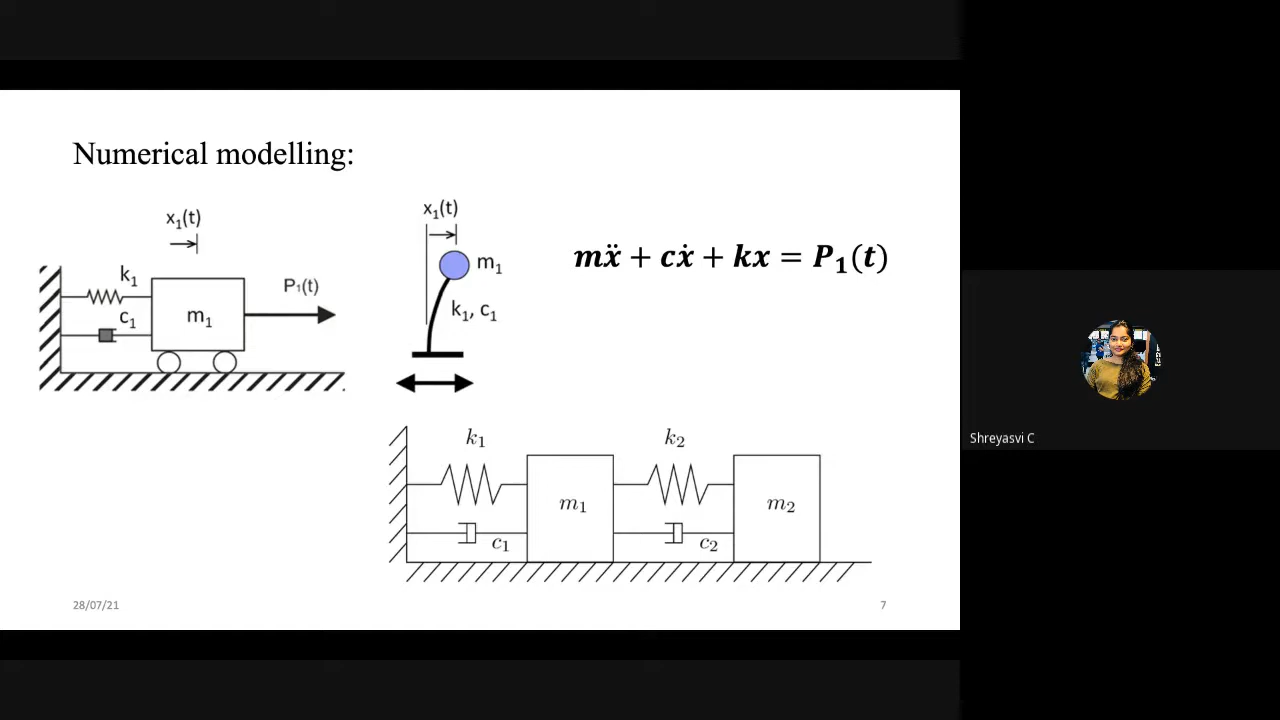 Numerical modelling:
x₁(t)
k₁
c₁
m₁
P₁(t)
x₁(t)
m₁
k₁, c₁
mẍ + cẋ + kx = P₁(t)
k₁
k₂
m₁
m₂
c₁
c₂
28/07/21
7
Shreyasvi C